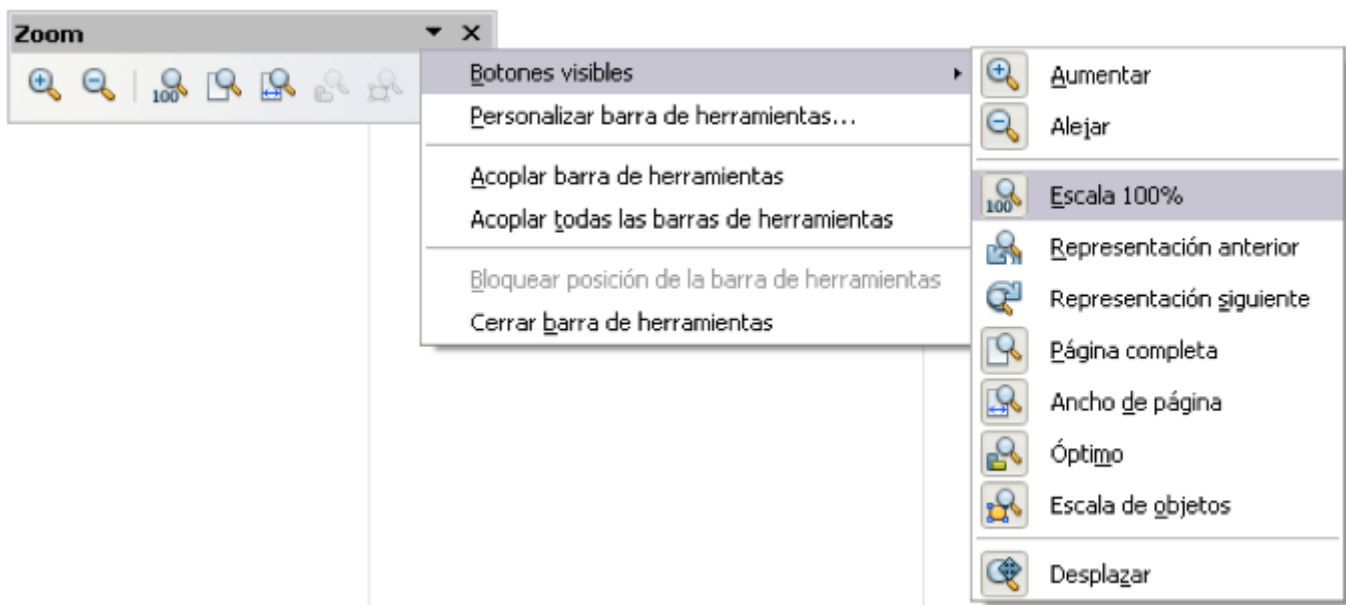 Zoom
100
Botones visibles
Personalizar barra de herramientas...
Acoplar barra de herramientas
Acoplar todas las barras de herramientas
Bloquear posición de la barra de herramientas
Cerrar barra de herramientas
Aumentar
Alejar
100
Escala 100%
Representación anterior
Representación siguiente
Página completa
Ancho de página
Óptimo
Escala de objetos
Desplazar